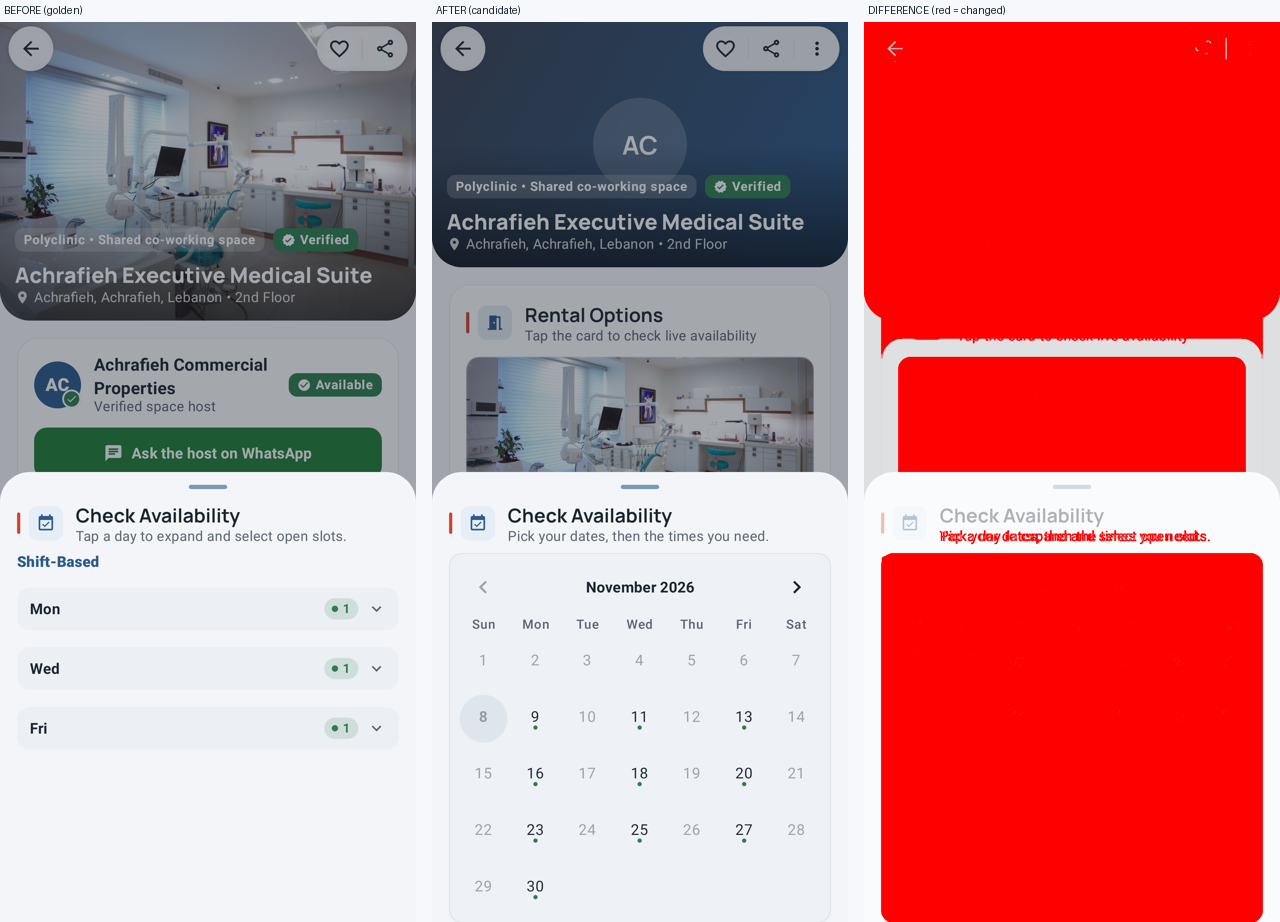 BEFORE (golden)
AFTER (candidate)
DIFFERENCE (red = changed)
Polyclinic • Shared co-working space
Verified
Achrafieh Executive Medical Suite
Achrafieh, Achrafieh, Lebanon • 2nd Floor
AC
Achrafieh Commercial
Properties
Verified space host
Available
Ask the host on WhatsApp
Check Availability
Tap a day to expand and select open slots.
Shift-Based
Mon
1
Wed
1
Fri
1
AC
Polyclinic • Shared co-working space
Verified
Achrafieh Executive Medical Suite
Achrafieh, Achrafieh, Lebanon • 2nd Floor
Rental Options
Tap the card to check live availability
Check Availability
Pick your dates, then the times you need.
November 2026
Sun Mon Tue Wed Thu Fri Sat
1 2 3 4 5 6 7
8 9 10 11 12 13 14
15 16 17 18 19 20 21
22 23 24 25 26 27 28
29 30
Tap the card to check live availability
Check Availability